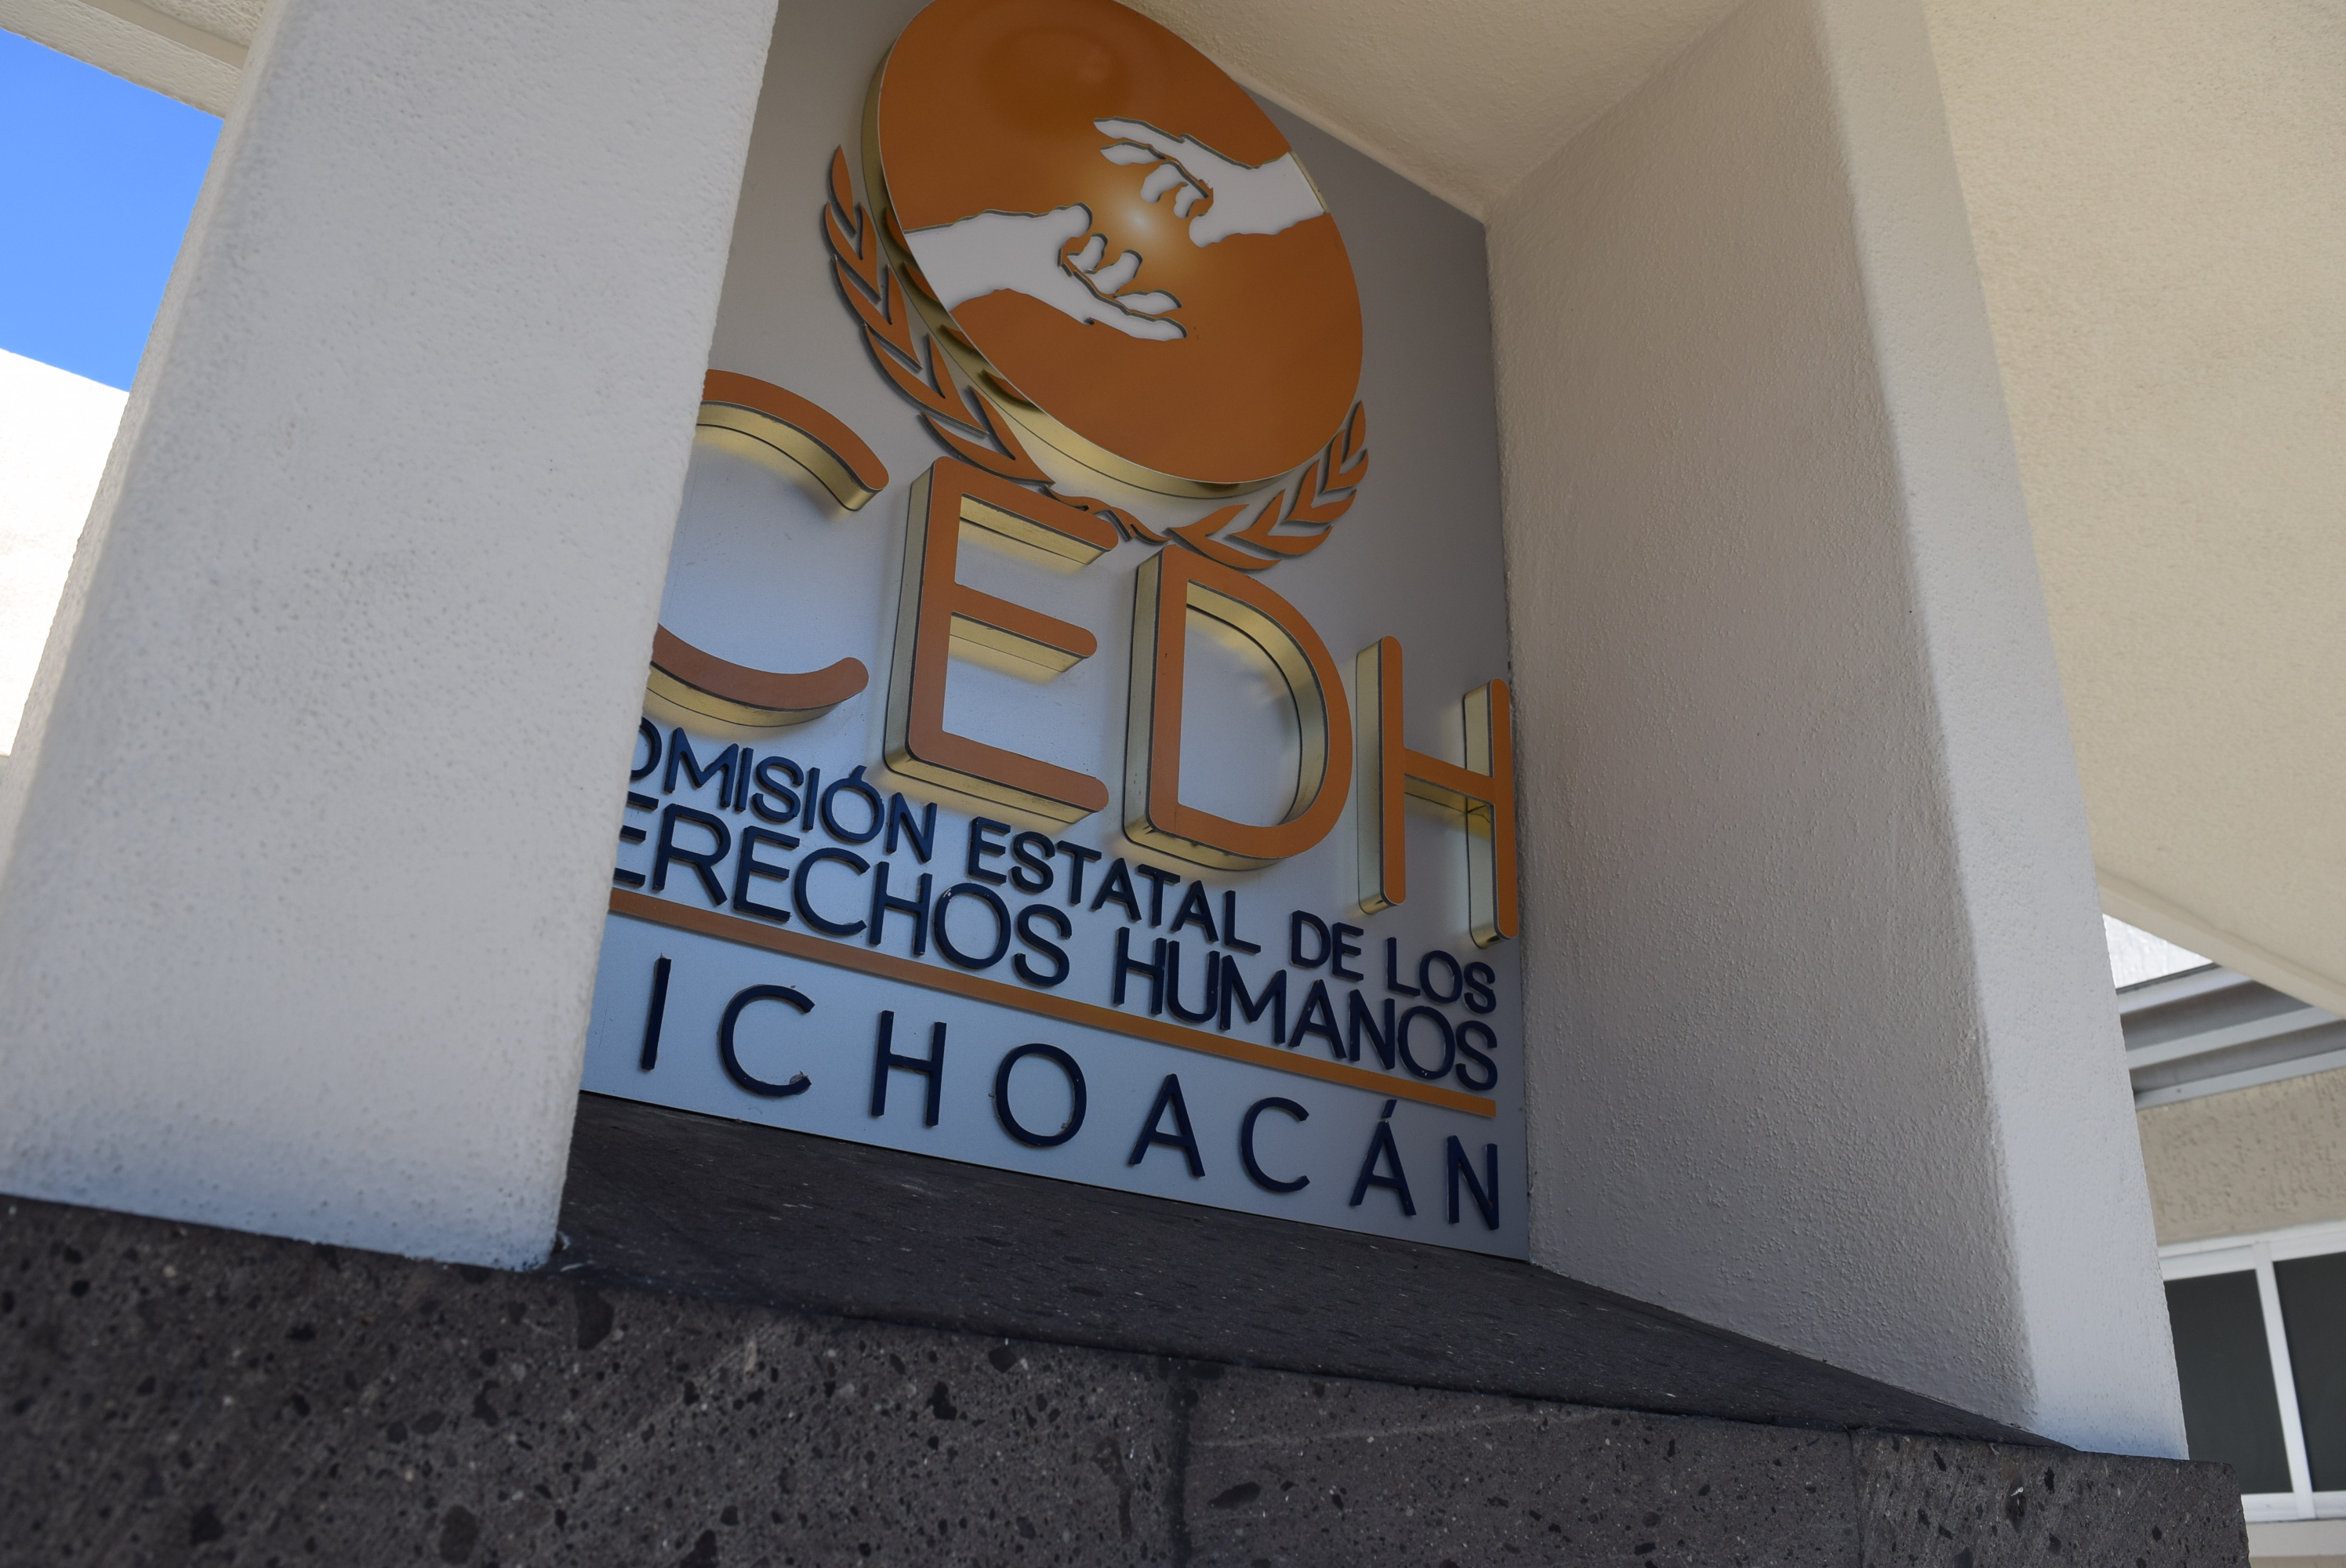 CEDH
OMISIÓN ESTATAL DE LOS
ERECHOS HUMANOS
ICHOACÁN